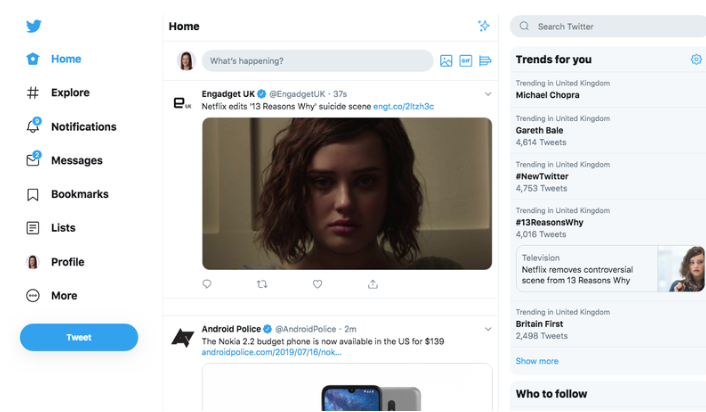 Home
Explore
9
Notifications
2
Messages
Bookmarks
Lists
Profile
More
Tweet
Home
What's happening?
GIF
Engadget UK @EngadgetUK · 37s
Netflix edits '13 Reasons Why' suicide scene engt.co/2ltzh3c
Android Police @AndroidPolice · 2m
The Nokia 2.2 budget phone is now available in the US for $139
androidpolice.com/2019/07/16/nok...
Search Twitter
Trends for you
Trending in United Kingdom
Michael Chopra
Trending in United Kingdom
Gareth Bale
4,614 Tweets
Trending in United Kingdom
#NewTwitter
4,753 Tweets
Trending in United Kingdom
#13ReasonsWhy
4,016 Tweets
Television
Netflix removes controversial
scene from 13 Reasons Why
Trending in United Kingdom
Britain First
2,498 Tweets
Show more
Who to follow